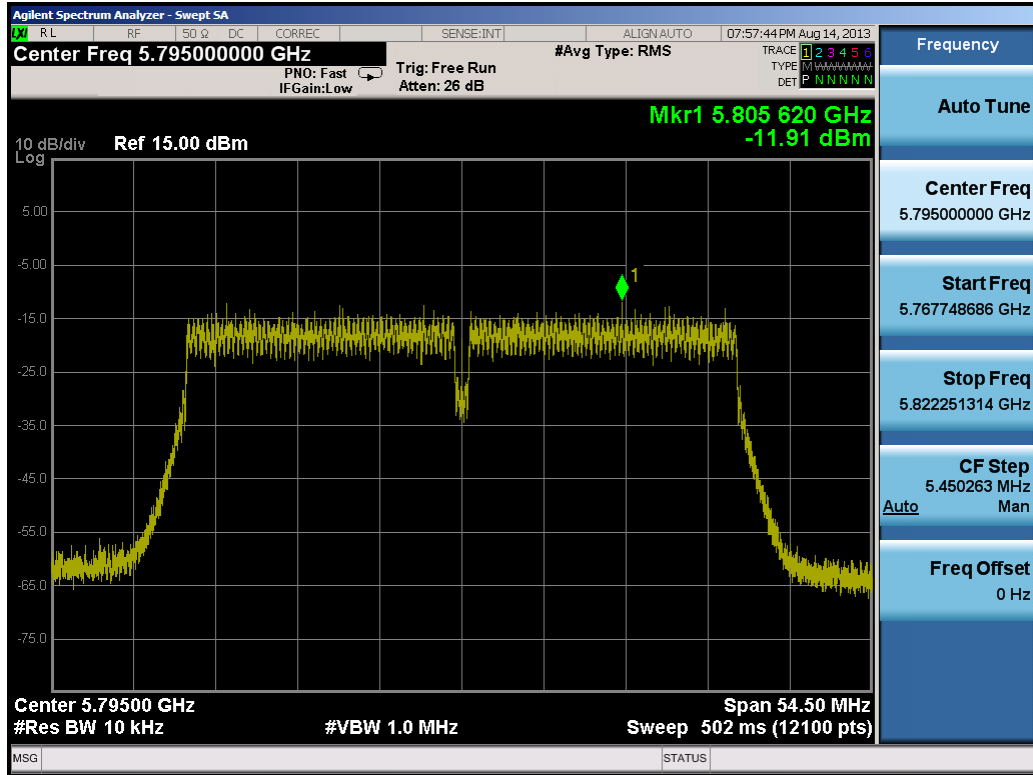 Agilent Spectrum Analyzer - Swept SA
LXI RL RF 50 Ω DC CORREC SENSE:INT ALIGN AUTO 07:57:44 PM Aug 14, 2013
Center Freq 5.795000000 GHz
PNO: Fast
IFGain:Low
Trig: Free Run
Atten: 26 dB
#Avg Type: RMS
TRACE 1 2 3 4 5 6
TYPE M WWWWW
DET P N N N N N
Mkr1 5.805 620 GHz
-11.91 dBm
10 dB/div Ref 15.00 dBm
Log
1
5.00
-5.00
-15.0
-25.0
-35.0
-45.0
-55.0
-65.0
-75.0
Center 5.79500 GHz Span 54.50 MHz
#Res BW 10 kHz #VBW 1.0 MHz Sweep 502 ms (12100 pts)
MSG STATUS
Frequency
Auto Tune
Center Freq
5.795000000 GHz
Start Freq
5.767748686 GHz
Stop Freq
5.822251314 GHz
CF Step
5.450263 MHz
Auto Man
Freq Offset
0 Hz